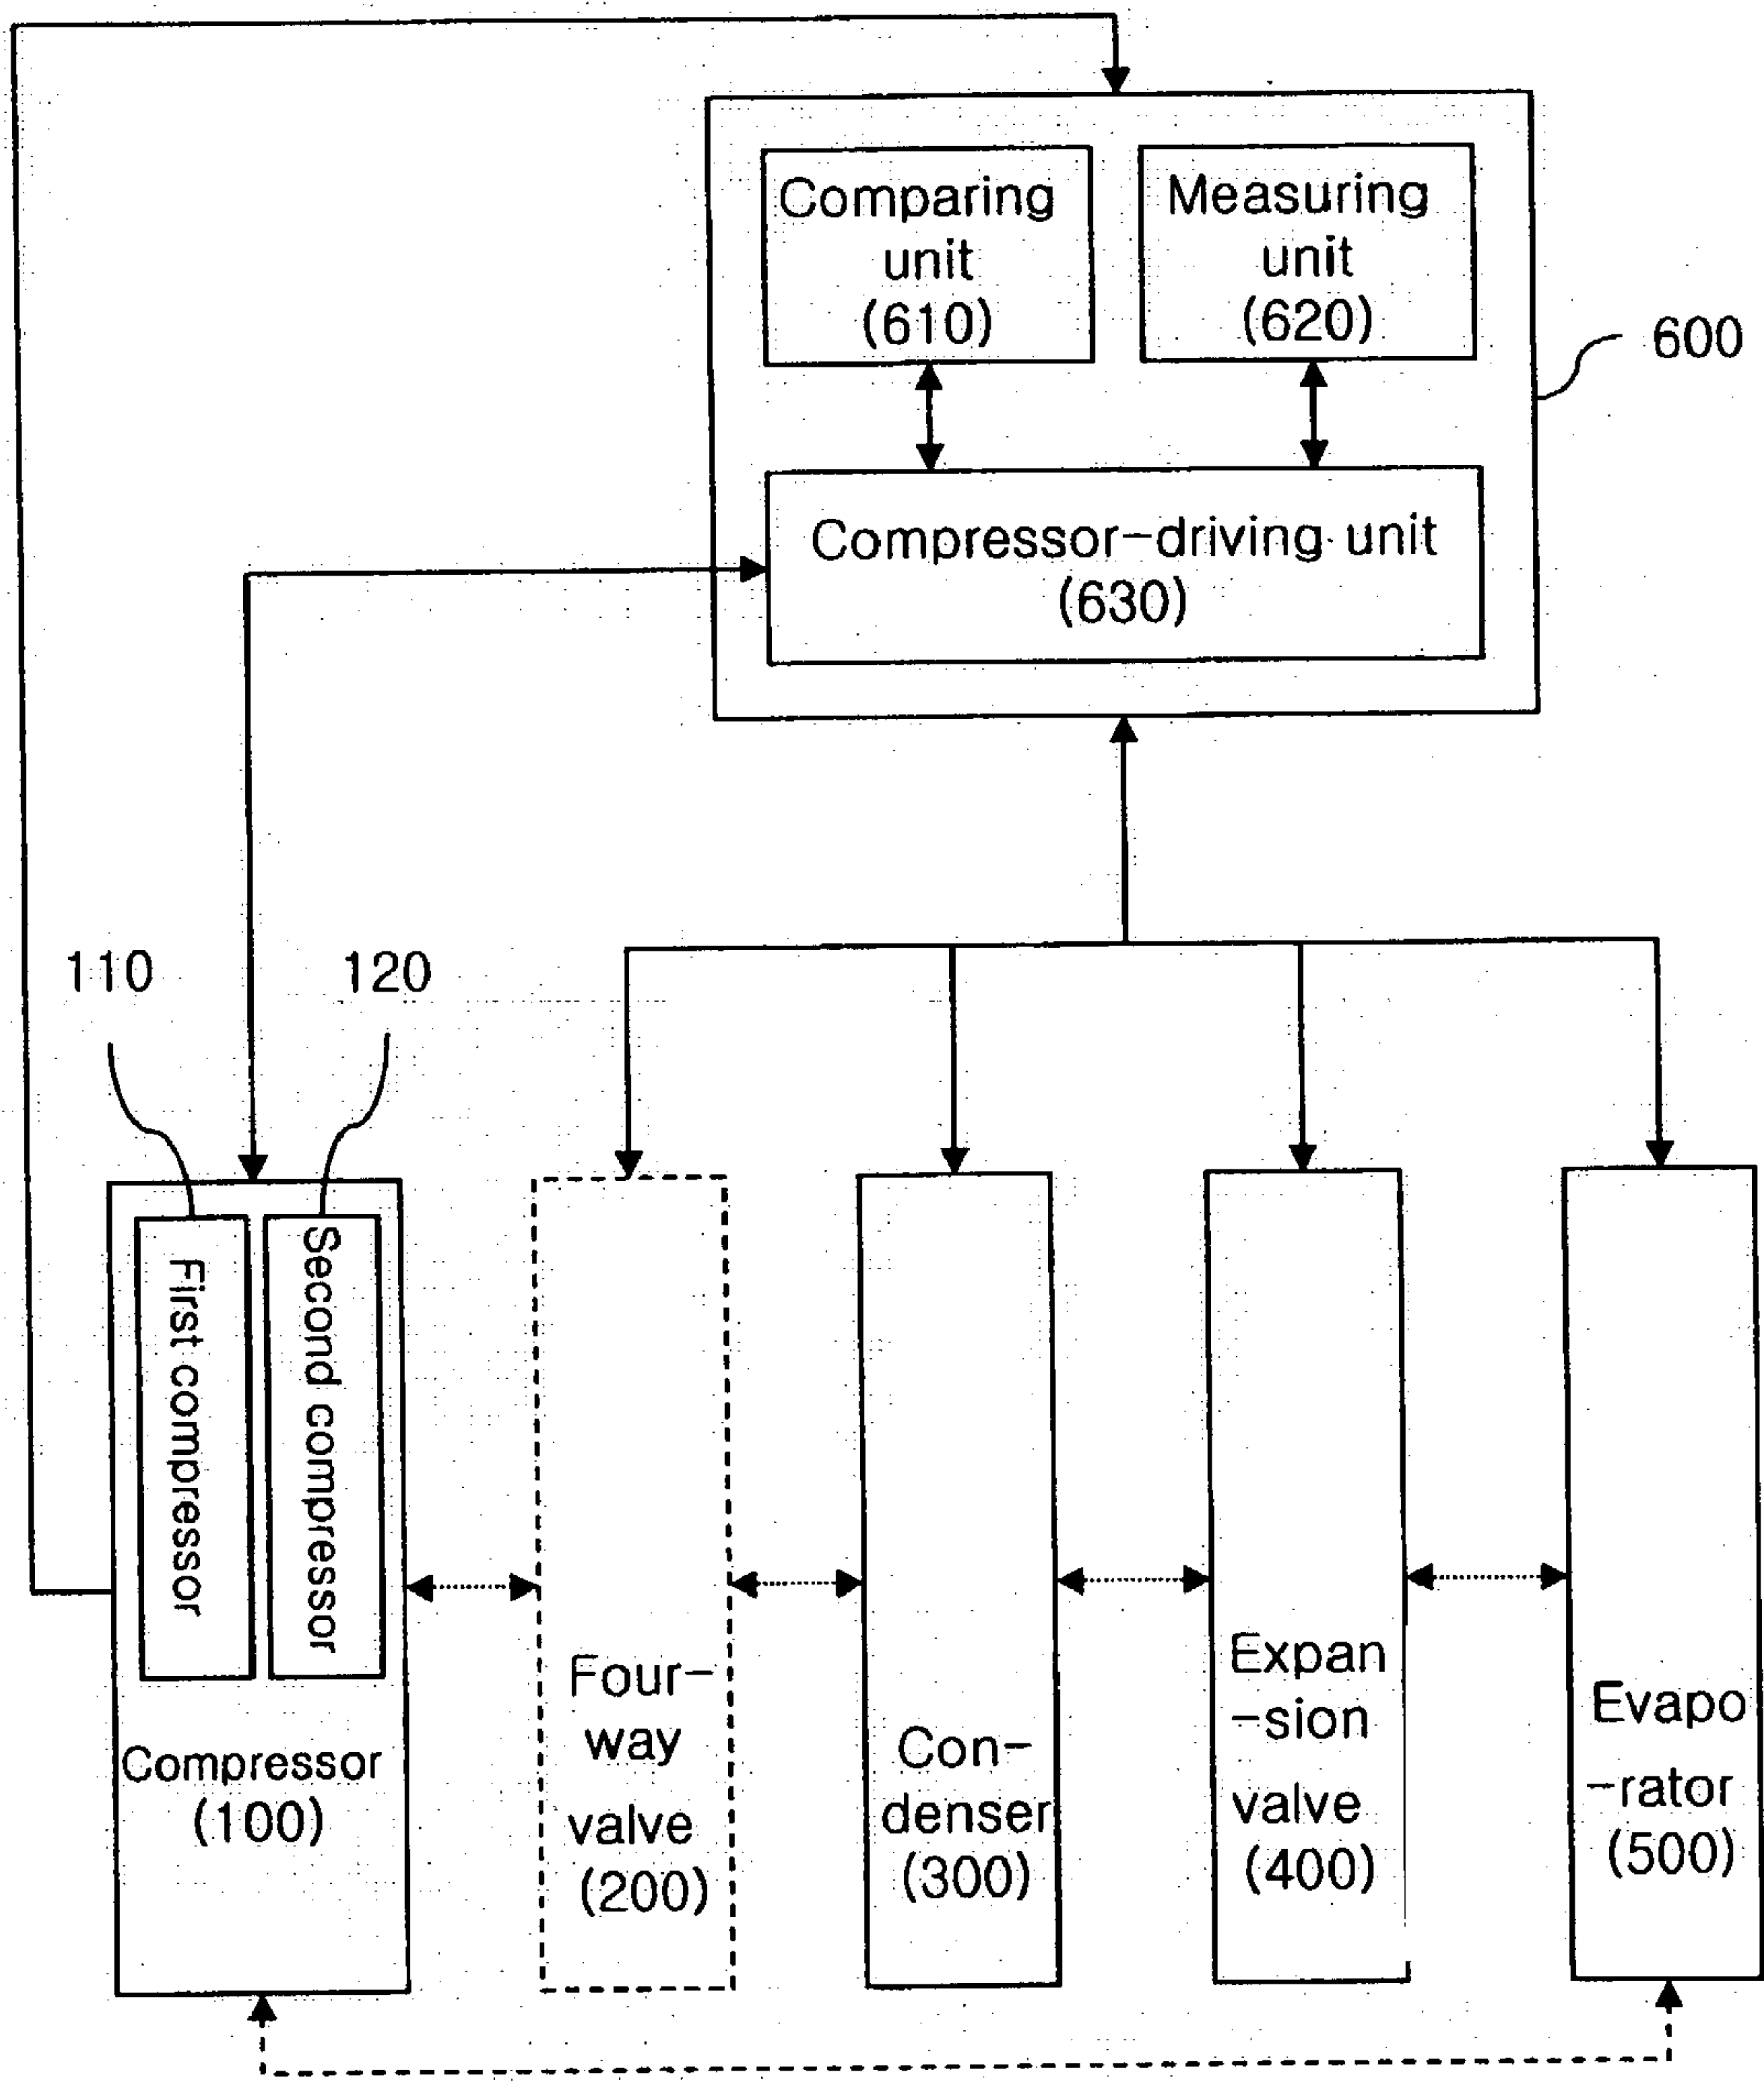 Comparing
unit
(610)
Measuring
unit
(620)
600
Compressor-driving unit
(630)
110
120
First compressor
Second compressor
Compressor
(100)
Four-
way
valve
(200)
Con-
denser
(300)
Expan
-sion
valve
(400)
Evapo
-rator
(500)